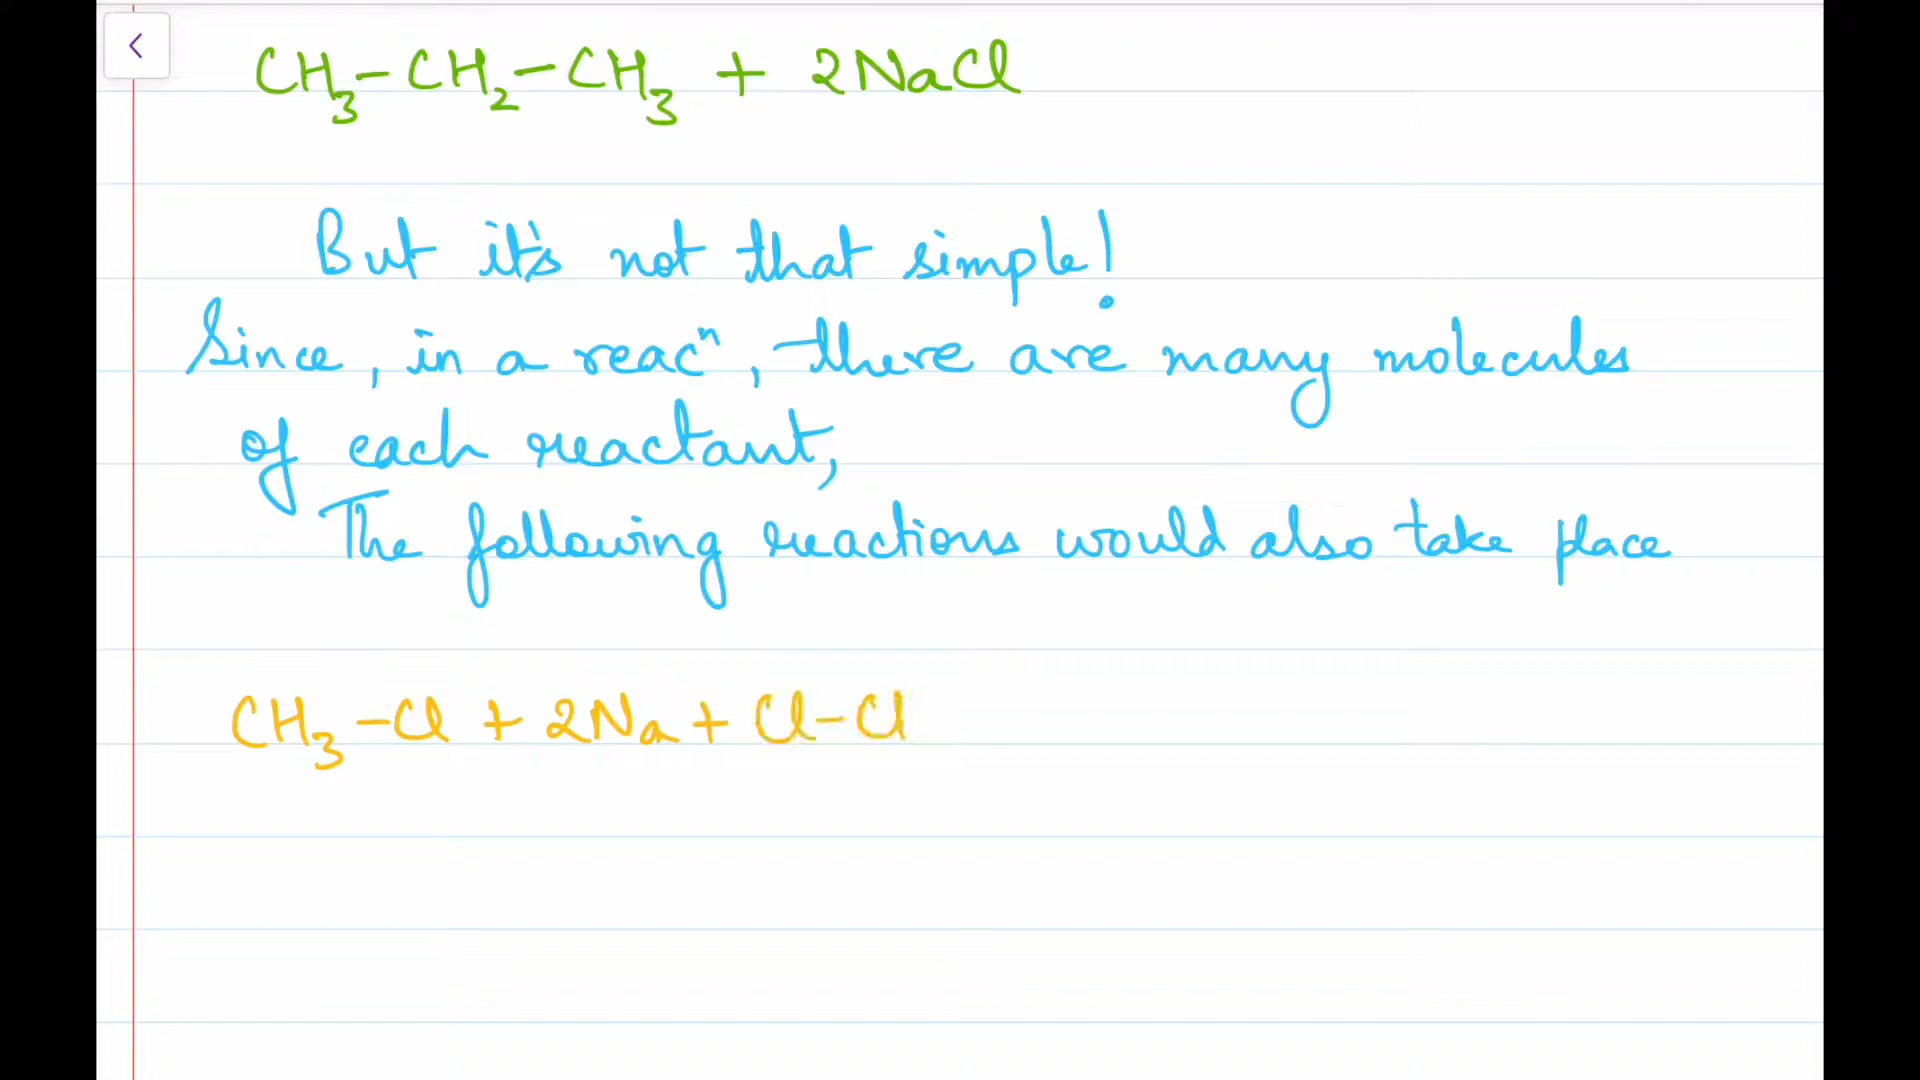 CH₃-CH₂-CH₃ + 2NaCl
But it's not that simple!
Since, in a reacⁿ, there are many molecules
of each reactant,
The following reactions would also take place
CH₃-Cl + 2Na + Cl-Cl